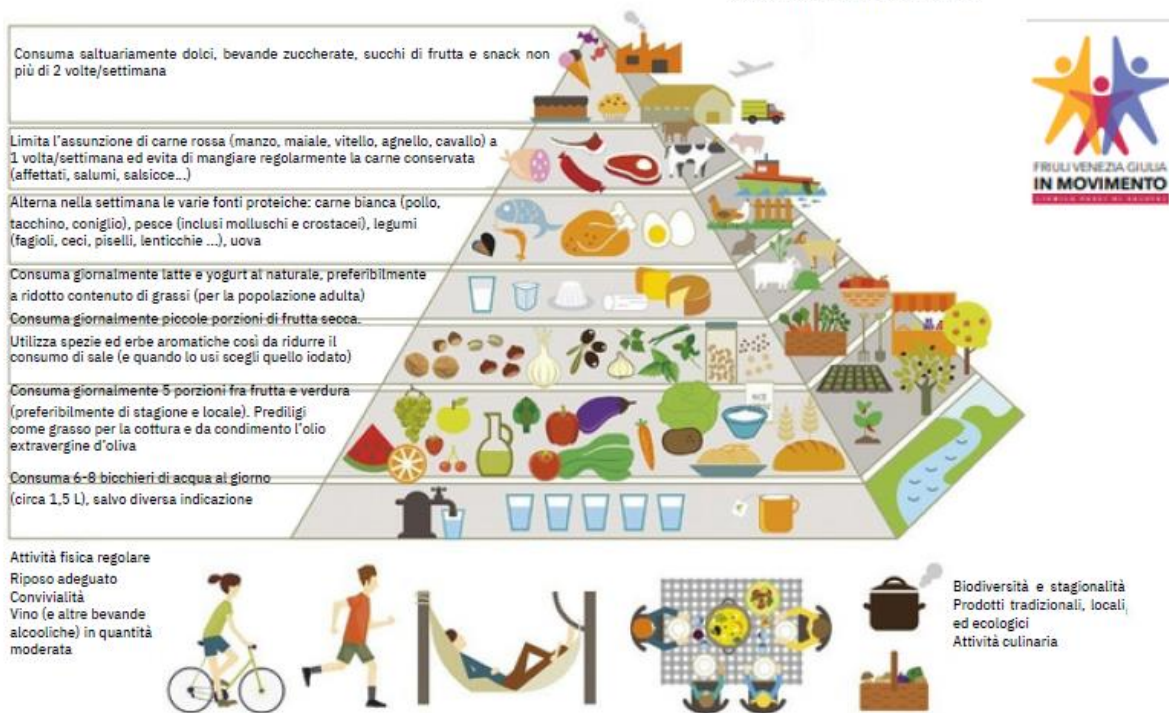 Consuma saltuariamente dolci, bevande zuccherate, succhi di frutta e snack non
più di 2 volte/settimana
Limita l'assunzione di carne rossa (manzo, maiale, vitello, agnello, cavallo) a
1 volta/settimana ed evita di mangiare regolarmente la carne conservata
(affettati, salumi, salsicce...)
Alterna nella settimana le varie fonti proteiche: carne bianca (pollo,
tacchino, coniglio), pesce (inclusi molluschi e crostacei), legumi
(fagioli, ceci, piselli, lenticchie ...), uova
Consuma giornalmente latte e yogurt al naturale, preferibilmente
a ridotto contenuto di grassi (per la popolazione adulta)
Consuma giornalmente piccole porzioni di frutta secca.
Utilizza spezie ed erbe aromatiche così da ridurre il
consumo di sale (e quando lo usi scegli quello iodato)
Consuma giornalmente 5 porzioni fra frutta e verdura
(preferibilmente di stagione e locale). Prediligi
come grasso per la cottura e da condimento l'olio
extravergine d'oliva
Consuma 6-8 bicchieri di acqua al giorno
(circa 1,5 L), salvo diversa indicazione
FRIULI VENEZIA GIULIA
IN MOVIMENTO
Attività fisica regolare
Riposo adeguato
Convivialità
Vino (e altre bevande
alcooliche) in quantità
moderata
Biodiversità e stagionalità
Prodotti tradizionali, locali,
ed ecologici
Attività culinaria